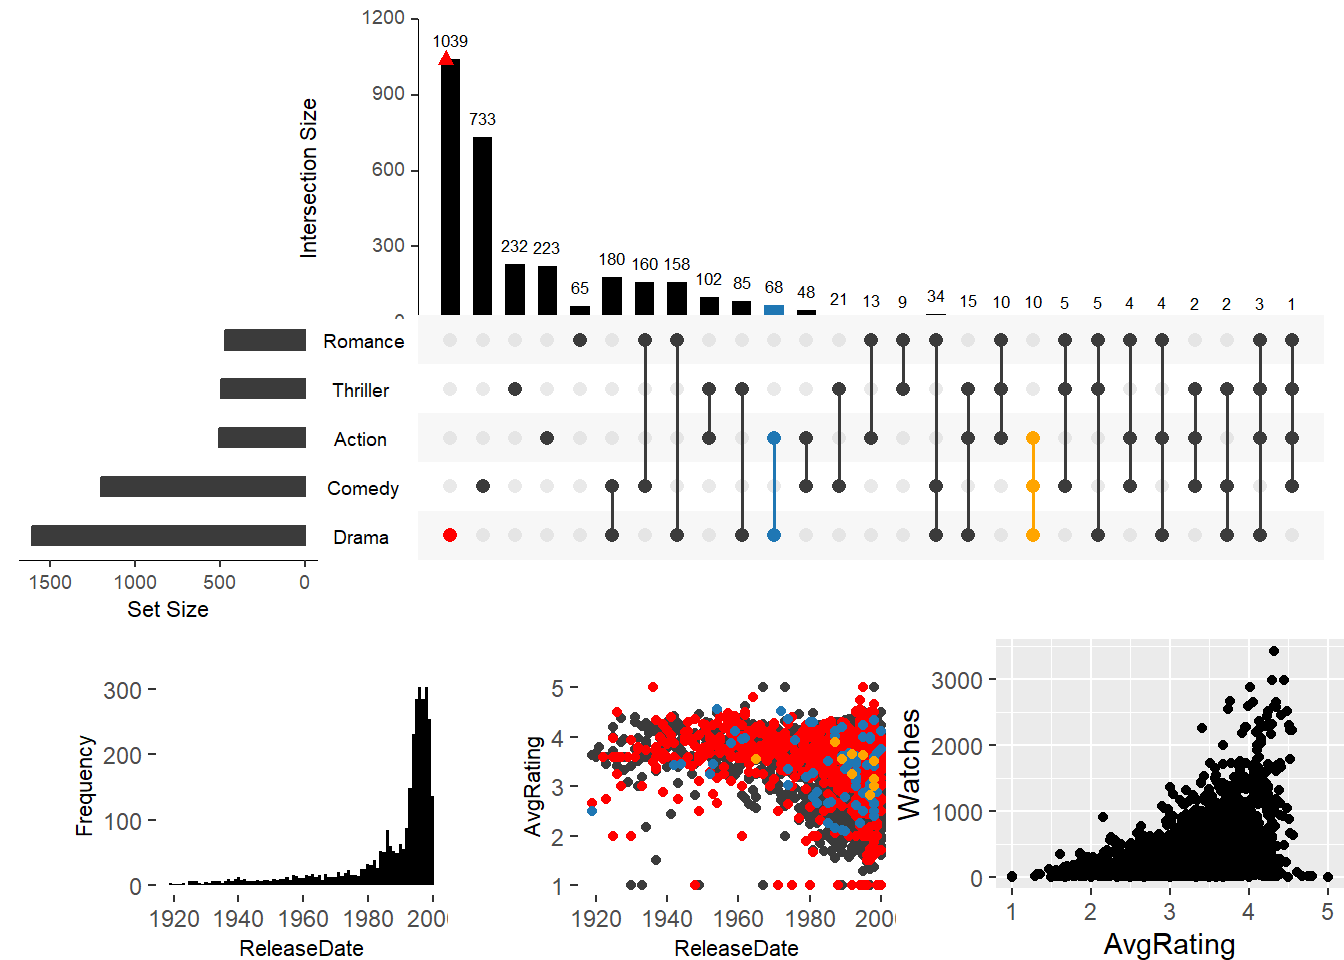 1200
1039
900
Intersection Size
733
600
300
232 223 65 180 160 158 102 85 68 48 21 13 9 34 15 10 10 5 5 4 4 2 2 3 1
Romance
Thriller
Action
Comedy
Drama
1500 1000 500 0
Set Size
300
200
100
0
Frequency
1920 1940 1960 1980 200
ReleaseDate
5
4
3
2
1
AvgRating
1920 1940 1960 1980 200
ReleaseDate
3000
2000
1000
0
Watches
1 2 3 4 5
AvgRating